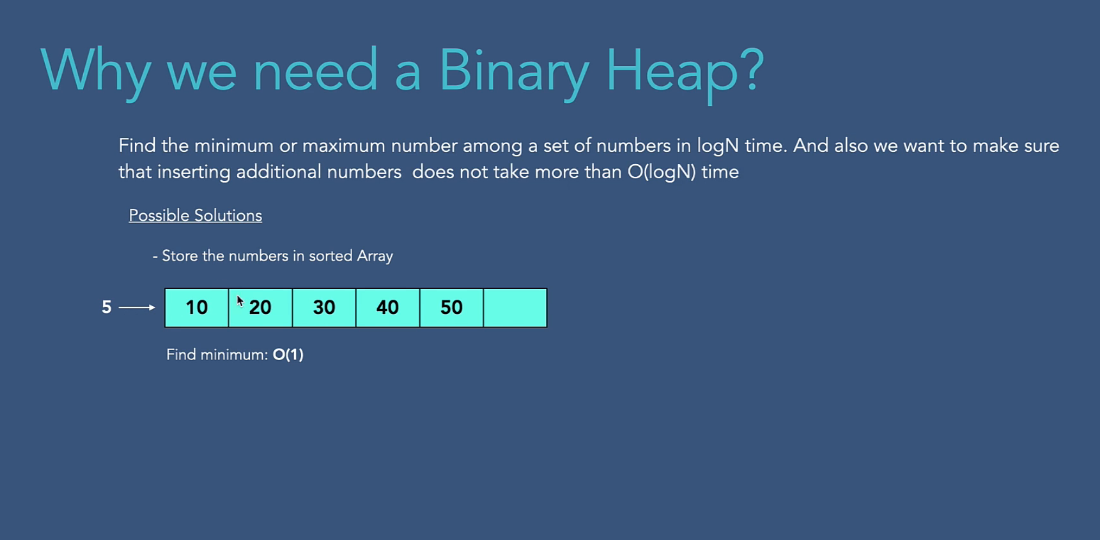 Why we need a Binary Heap?
Find the minimum or maximum number among a set of numbers in logN time. And also we want to make sure
that inserting additional numbers does not take more than O(logN) time
Possible Solutions
- Store the numbers in sorted Array
5 10 20 30 40 50
Find minimum: O(1)